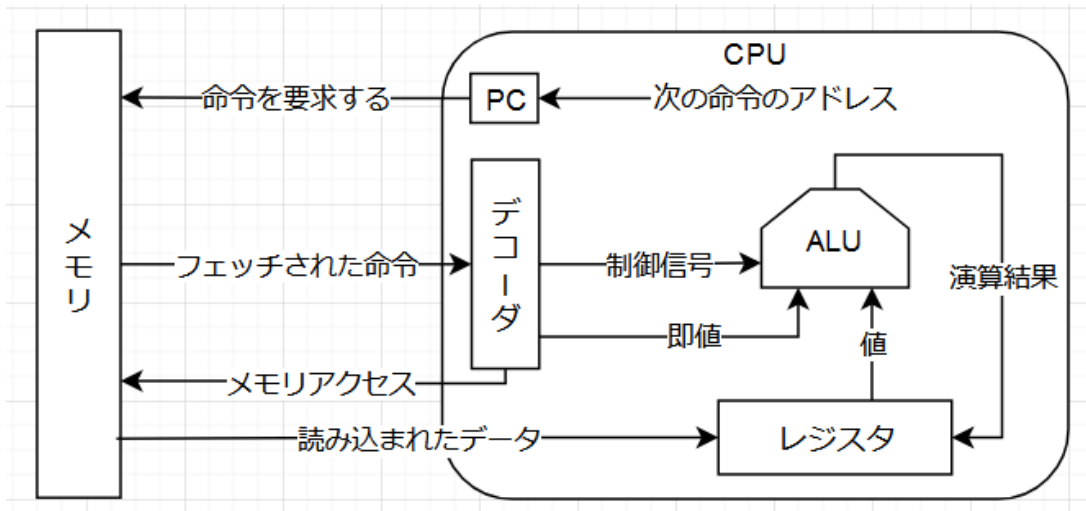 CPU
命令を要求する
PC
次の命令のアドレス
メモリ
デコーダ
ALU
フェッチされた命令
制御信号
演算結果
即値
値
メモリアクセス
読み込まれたデータ
レジスタ